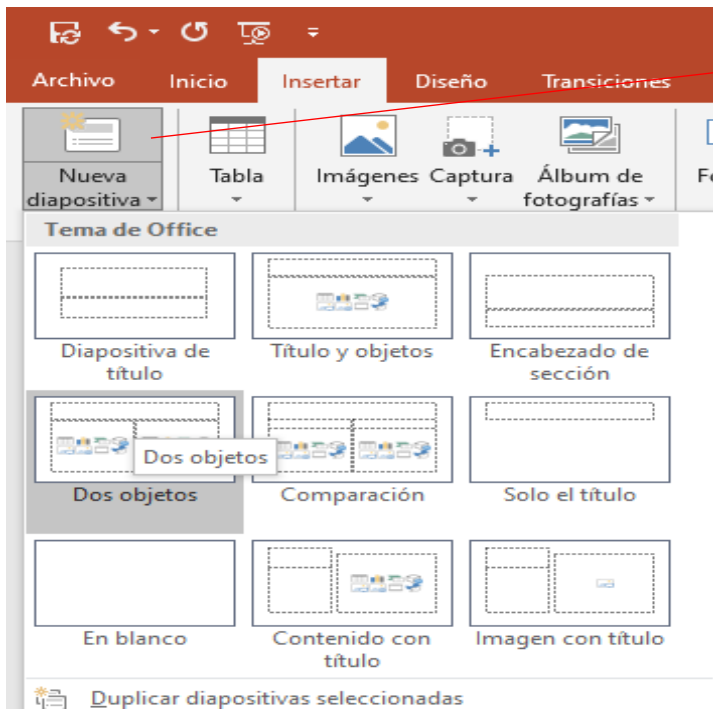 Archivo Inicio Insertar Diseño Transiciones
Nueva diapositiva
Tabla
Imágenes
Captura
Álbum de fotografías
Tema de Office
Diapositiva de título
Título y objetos
Encabezado de sección
Dos objetos
Dos objetos
Comparación
Solo el título
En blanco
Contenido con título
Imagen con título
Duplicar diapositivas seleccionadas